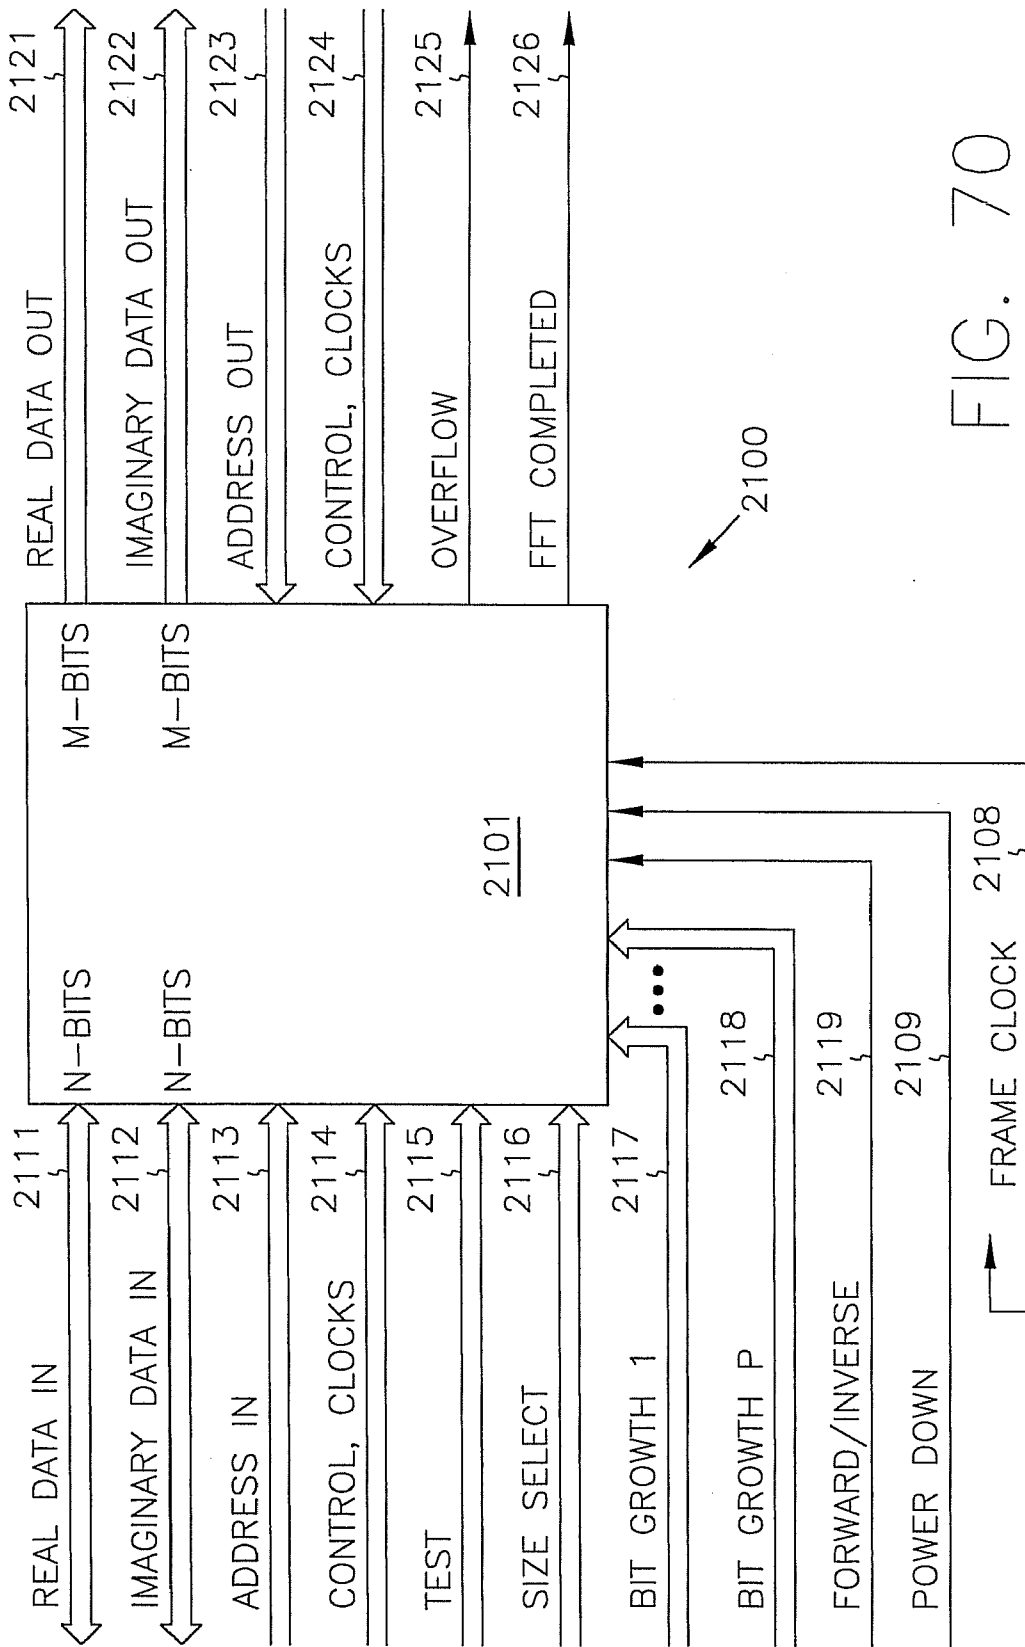 REAL DATA IN 2111
IMAGINARY DATA IN 2112
ADDRESS IN 2113
CONTROL, CLOCKS 2114
TEST 2115
SIZE SELECT 2116
BIT GROWTH 1 2117
BIT GROWTH P 2118
FORWARD/INVERSE 2119
POWER DOWN 2109
FRAME CLOCK 2108
N-BITS
N-BITS
M-BITS
M-BITS
2101
REAL DATA OUT 2121
IMAGINARY DATA OUT 2122
ADDRESS OUT 2123
CONTROL, CLOCKS 2124
OVERFLOW 2125
FFT COMPLETED 2126
2100
FIG. 70